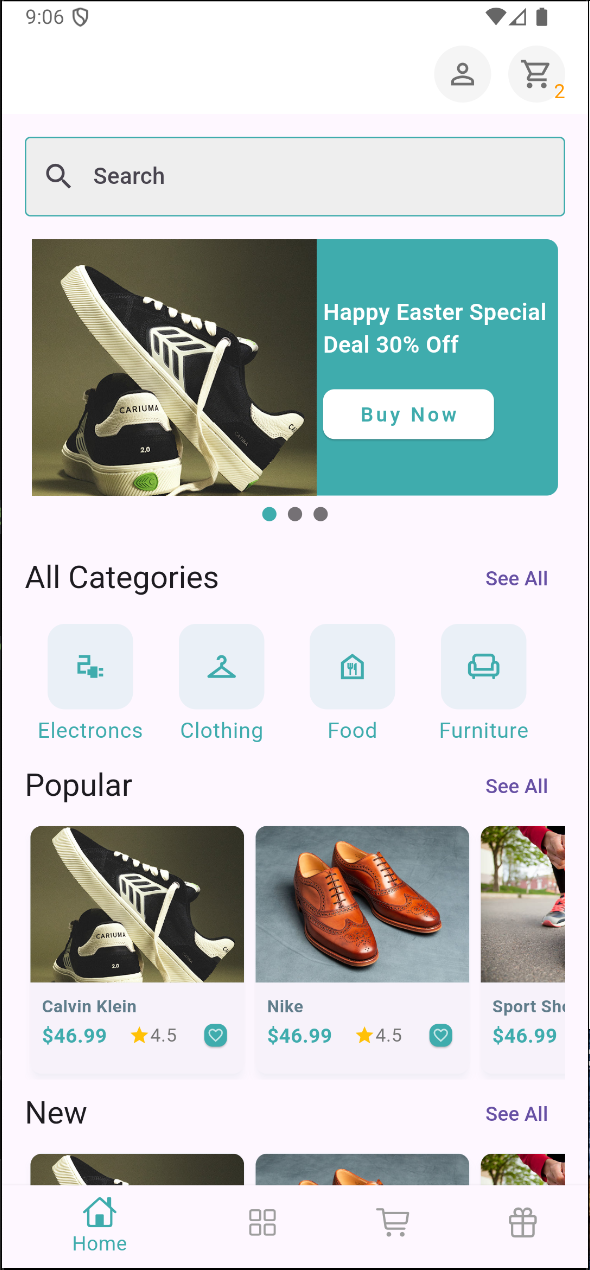 9:06
2
Search
CARIUMA
2.0
Happy Easter Special
Deal 30% Off
Buy Now
All Categories
See All
Electroncs
Clothing
Food
Furniture
Popular
See All
CARIUMA
2.0
Calvin Klein
Nike
Sport Sho
$46.99
4.5
$46.99
4.5
$46.99
New
See All
Home